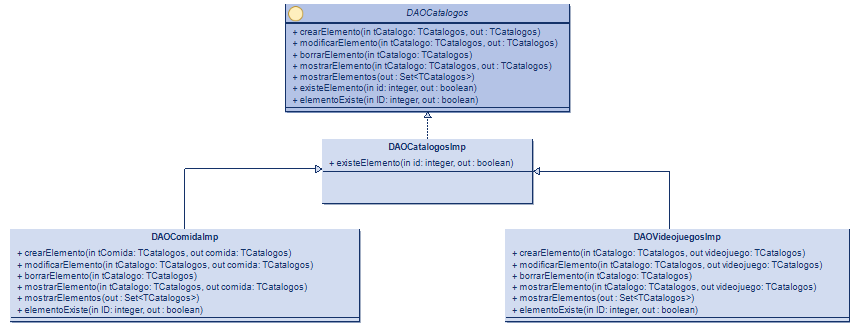 DAOCatalogos
+ crearElemento(in tCatalogo: TCatalogos, out : TCatalogos)
+ modificarElemento(in tCatalogo: TCatalogos, out : TCatalogos)
+ borrarElemento(in tCatalogo: TCatalogos)
+ mostrarElemento(in tCatalogo: TCatalogos, out : TCatalogos)
+ mostrarElementos(out : Set<TCatalogos>)
+ existeElemento(in id: integer, out : boolean)
+ elementoExiste(in ID: integer, out : boolean)
DAOCatalogosImp
+ existeElemento(in id: integer, out : boolean)
DAOComidaImp
+ crearElemento(in tComida: TCatalogos, out comida: TCatalogos)
+ modificarElemento(in tCatalogo: TCatalogos, out comida: TCatalogos)
+ borrarElemento(in tCatalogo: TCatalogos)
+ mostrarElemento(in tCatalogo: TCatalogos, out comida: TCatalogos)
+ mostrarElementos(out : Set<TCatalogos>)
+ elementoExiste(in ID: integer, out : boolean)
DAOVideojuegosImp
+ crearElemento(in tCatalogo: TCatalogos, out videojuego: TCatalogos)
+ modificarElemento(in tCatalogo: TCatalogos, out videojuego: TCatalogos)
+ borrarElemento(in tCatalogo: TCatalogos)
+ mostrarElemento(in tCatalogo: TCatalogos, out videojuego: TCatalogos)
+ mostrarElementos(out : Set<TCatalogos>)
+ elementoExiste(in ID: integer, out : boolean)